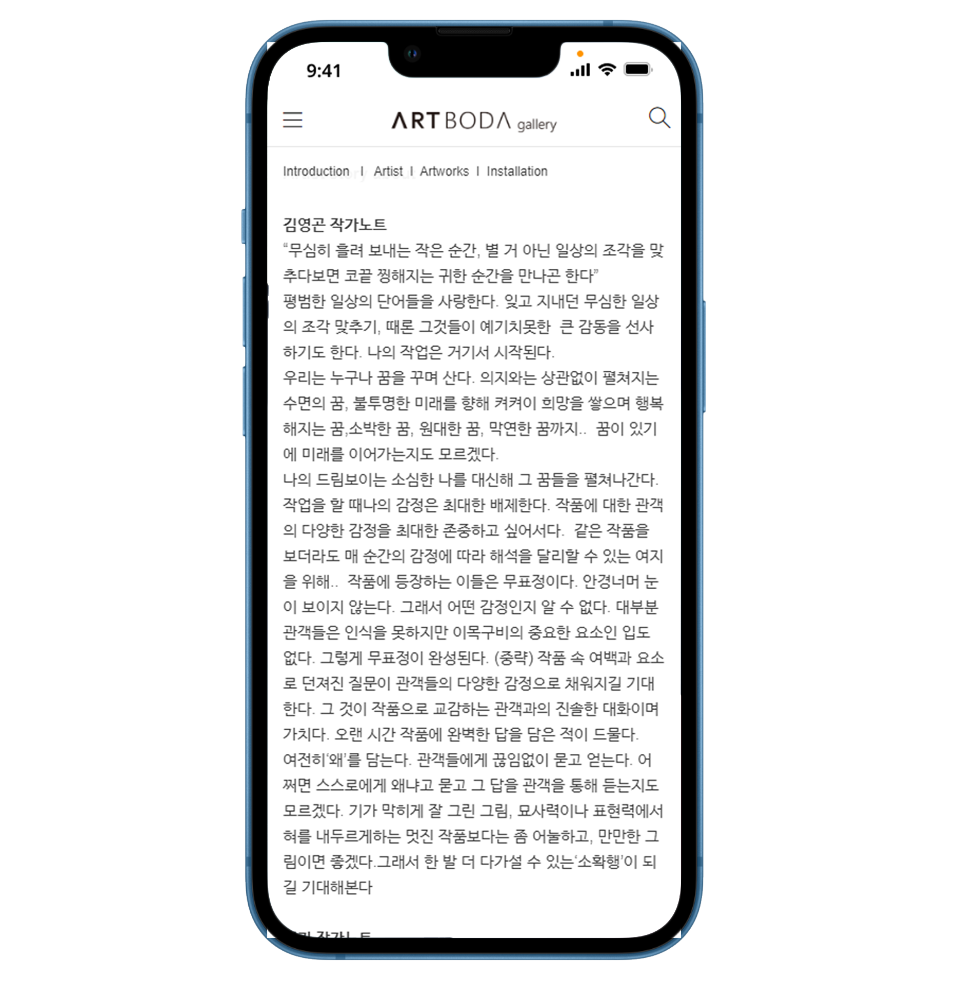 9:41
ARTBODA gallery
Introduction I Artist I Artworks I Installation
김영곤 작가노트
“무심히 흘려 보내는 작은 순간, 별 거 아닌 일상의 조각을 맞
추다보면 코끝 찡해지는 귀한 순간을 만나곤 한다”
평범한 일상의 단어들을 사랑한다. 잊고 지내던 무심한 일상
의 조각 맞추기, 때론 그것들이 예기치못한 큰 감동을 선사
하기도 한다. 나의 작업은 거기서 시작된다.
우리는 누구나 꿈을 꾸며 산다. 의지와는 상관없이 펼쳐지는
수면의 꿈, 불투명한 미래를 향해 켜켜이 희망을 쌓으며 행복
해지는 꿈,소박한 꿈, 원대한 꿈, 막연한 꿈까지.. 꿈이 있기
에 미래를 이어가는지도 모르겠다.
나의 드림보이는 소심한 나를 대신해 그 꿈들을 펼쳐나간다.
작업을 할 때나의 감정은 최대한 배제한다. 작품에 대한 관객
의 다양한 감정을 최대한 존중하고 싶어서다. 같은 작품을
보더라도 매 순간의 감정에 따라 해석을 달리할 수 있는 여지
을 위해.. 작품에 등장하는 이들은 무표정이다. 안경너머 눈
이 보이지 않는다. 그래서 어떤 감정인지 알 수 없다. 대부분
관객들은 인식을 못하지만 이목구비의 중요한 요소인 입도
없다. 그렇게 무표정이 완성된다. (중략) 작품 속 여백과 요소
로 던져진 질문이 관객들의 다양한 감정으로 채워지길 기대
한다. 그 것이 작품으로 교감하는 관객과의 진솔한 대화이며
가치다. 오랜 시간 작품에 완벽한 답을 담은 적이 드물다.
여전히‘왜’를 담는다. 관객들에게 끊임없이 묻고 얻는다. 어
쩌면 스스로에게 왜냐고 묻고 그 답을 관객을 통해 듣는지도
모르겠다. 기가 막히게 잘 그린 그림, 묘사력이나 표현력에서
혀를 내두르게하는 멋진 작품보다는 좀 어눌하고, 만만한 그
림이면 좋겠다.그래서 한 발 더 다가설 수 있는‘소확행’이 되
길 기대해본다